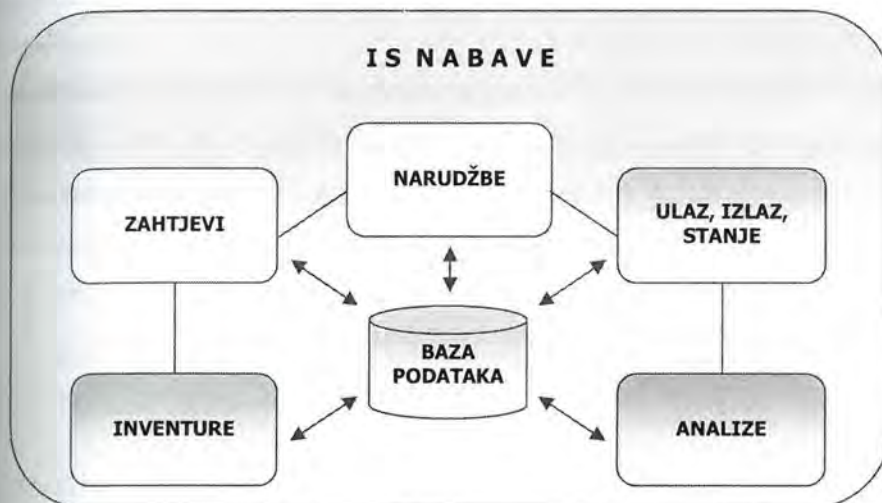 IS NABAVE
NARUDŽBE
ZAHTJEVI
ULAZ, IZLAZ,
STANJE
BAZA
PODATAKA
INVENTURE
ANALIZE